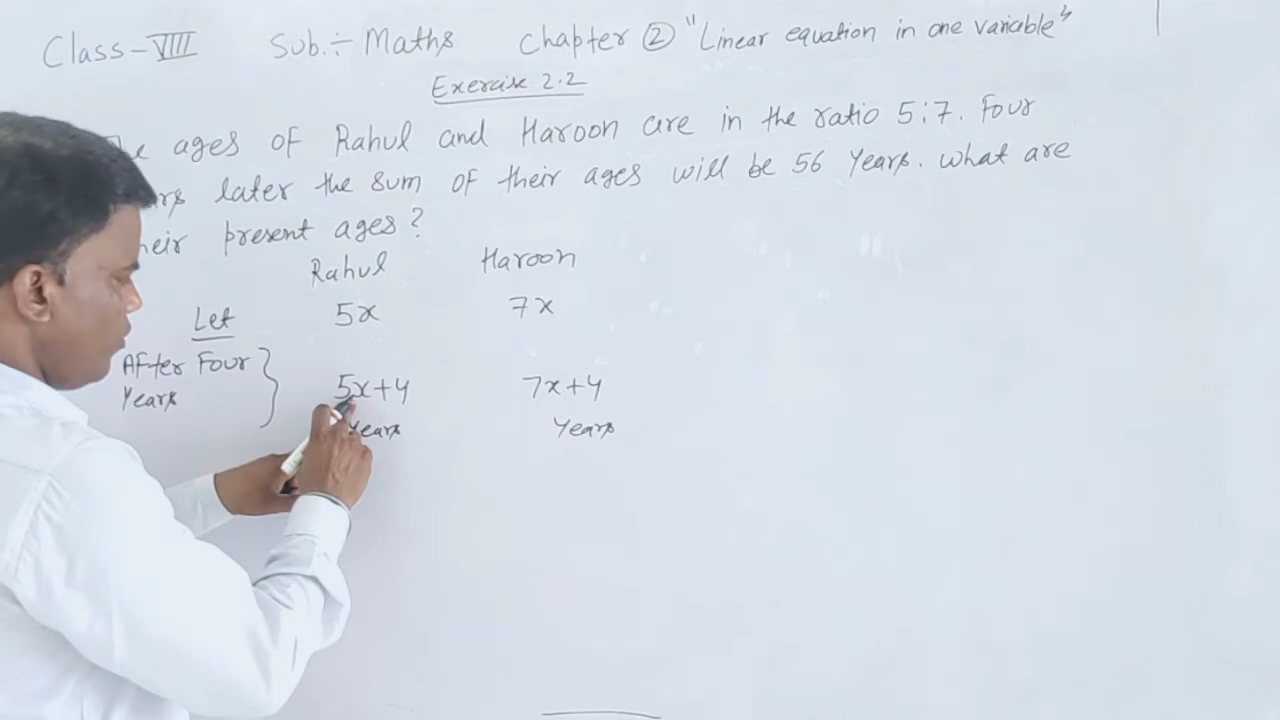 Class-VIII Sub.÷ Maths Chapter ② "Linear equation in one variable"
Exercise 2.2
ages of Rahul and Haroon are in the ratio 5:7. Four
later the sum of their ages will be 56 Years. What are
present ages?
Rahul Haroon
Let 5x 7x
After Four
Years
5x+4 7x+4
Years Years